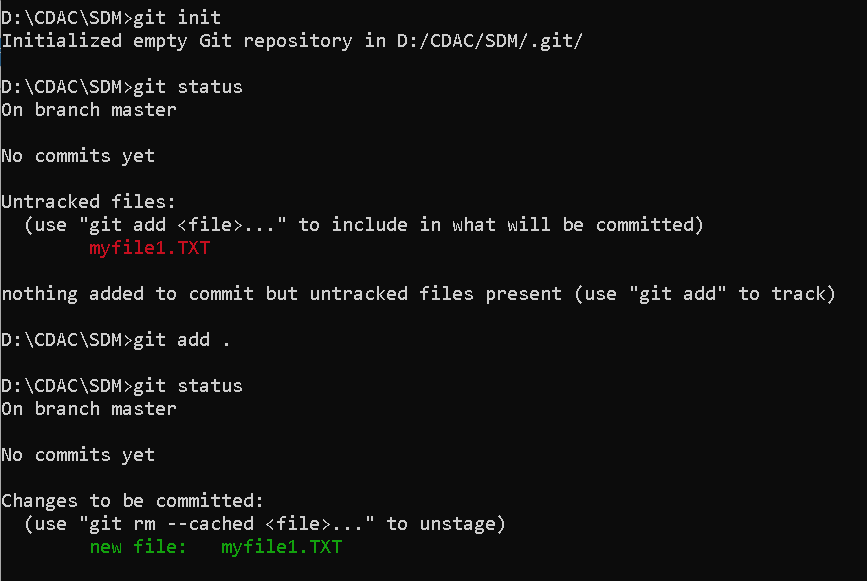 D:\CDAC\SDM>git init
Initialized empty Git repository in D:/CDAC/SDM/.git/
D:\CDAC\SDM>git status
On branch master
No commits yet
Untracked files:
(use "git add <file>..." to include in what will be committed)
myfile1.TXT
nothing added to commit but untracked files present (use "git add" to track)
D:\CDAC\SDM>git add .
D:\CDAC\SDM>git status
On branch master
No commits yet
Changes to be committed:
(use "git rm --cached <file>..." to unstage)
new file:   myfile1.TXT